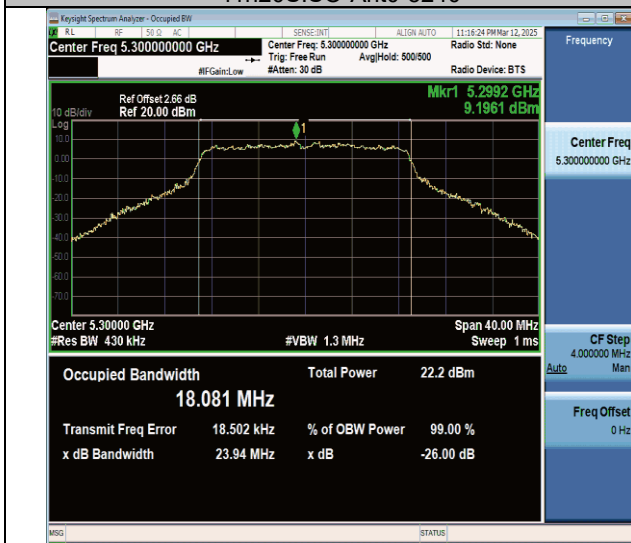 Keysight Spectrum Analyzer - Occupied BW
RL RF 50 Ω AC SENSE:INT ALIGN AUTO 11:16:24 PM Mar 12, 2025
Center Freq 5.300000000 GHz
Center Freq: 5.300000000 GHz
Radio Std: None
Trig: Free Run Avg|Hold: 500/500
#IFGain:Low #Atten: 30 dB Radio Device: BTS
Frequency
Ref Offset 2.66 dB
10 dB/div Ref 20.00 dBm
Mkr1 5.2992 GHz
9.1961 dBm
Log
10.0
0.00
-10.0
-20.0
-30.0
-40.0
-50.0
-60.0
-70.0
1
Center 5.30000 GHz Span 40.00 MHz
#Res BW 430 kHz #VBW 1.3 MHz Sweep 1 ms
Occupied Bandwidth Total Power 22.2 dBm
18.081 MHz
Transmit Freq Error 18.502 kHz % of OBW Power 99.00 %
x dB Bandwidth 23.94 MHz x dB -26.00 dB
Center Freq
5.300000000 GHz
CF Step
4.000000 MHz
Auto Man
Freq Offset
0 Hz
MSG STATUS